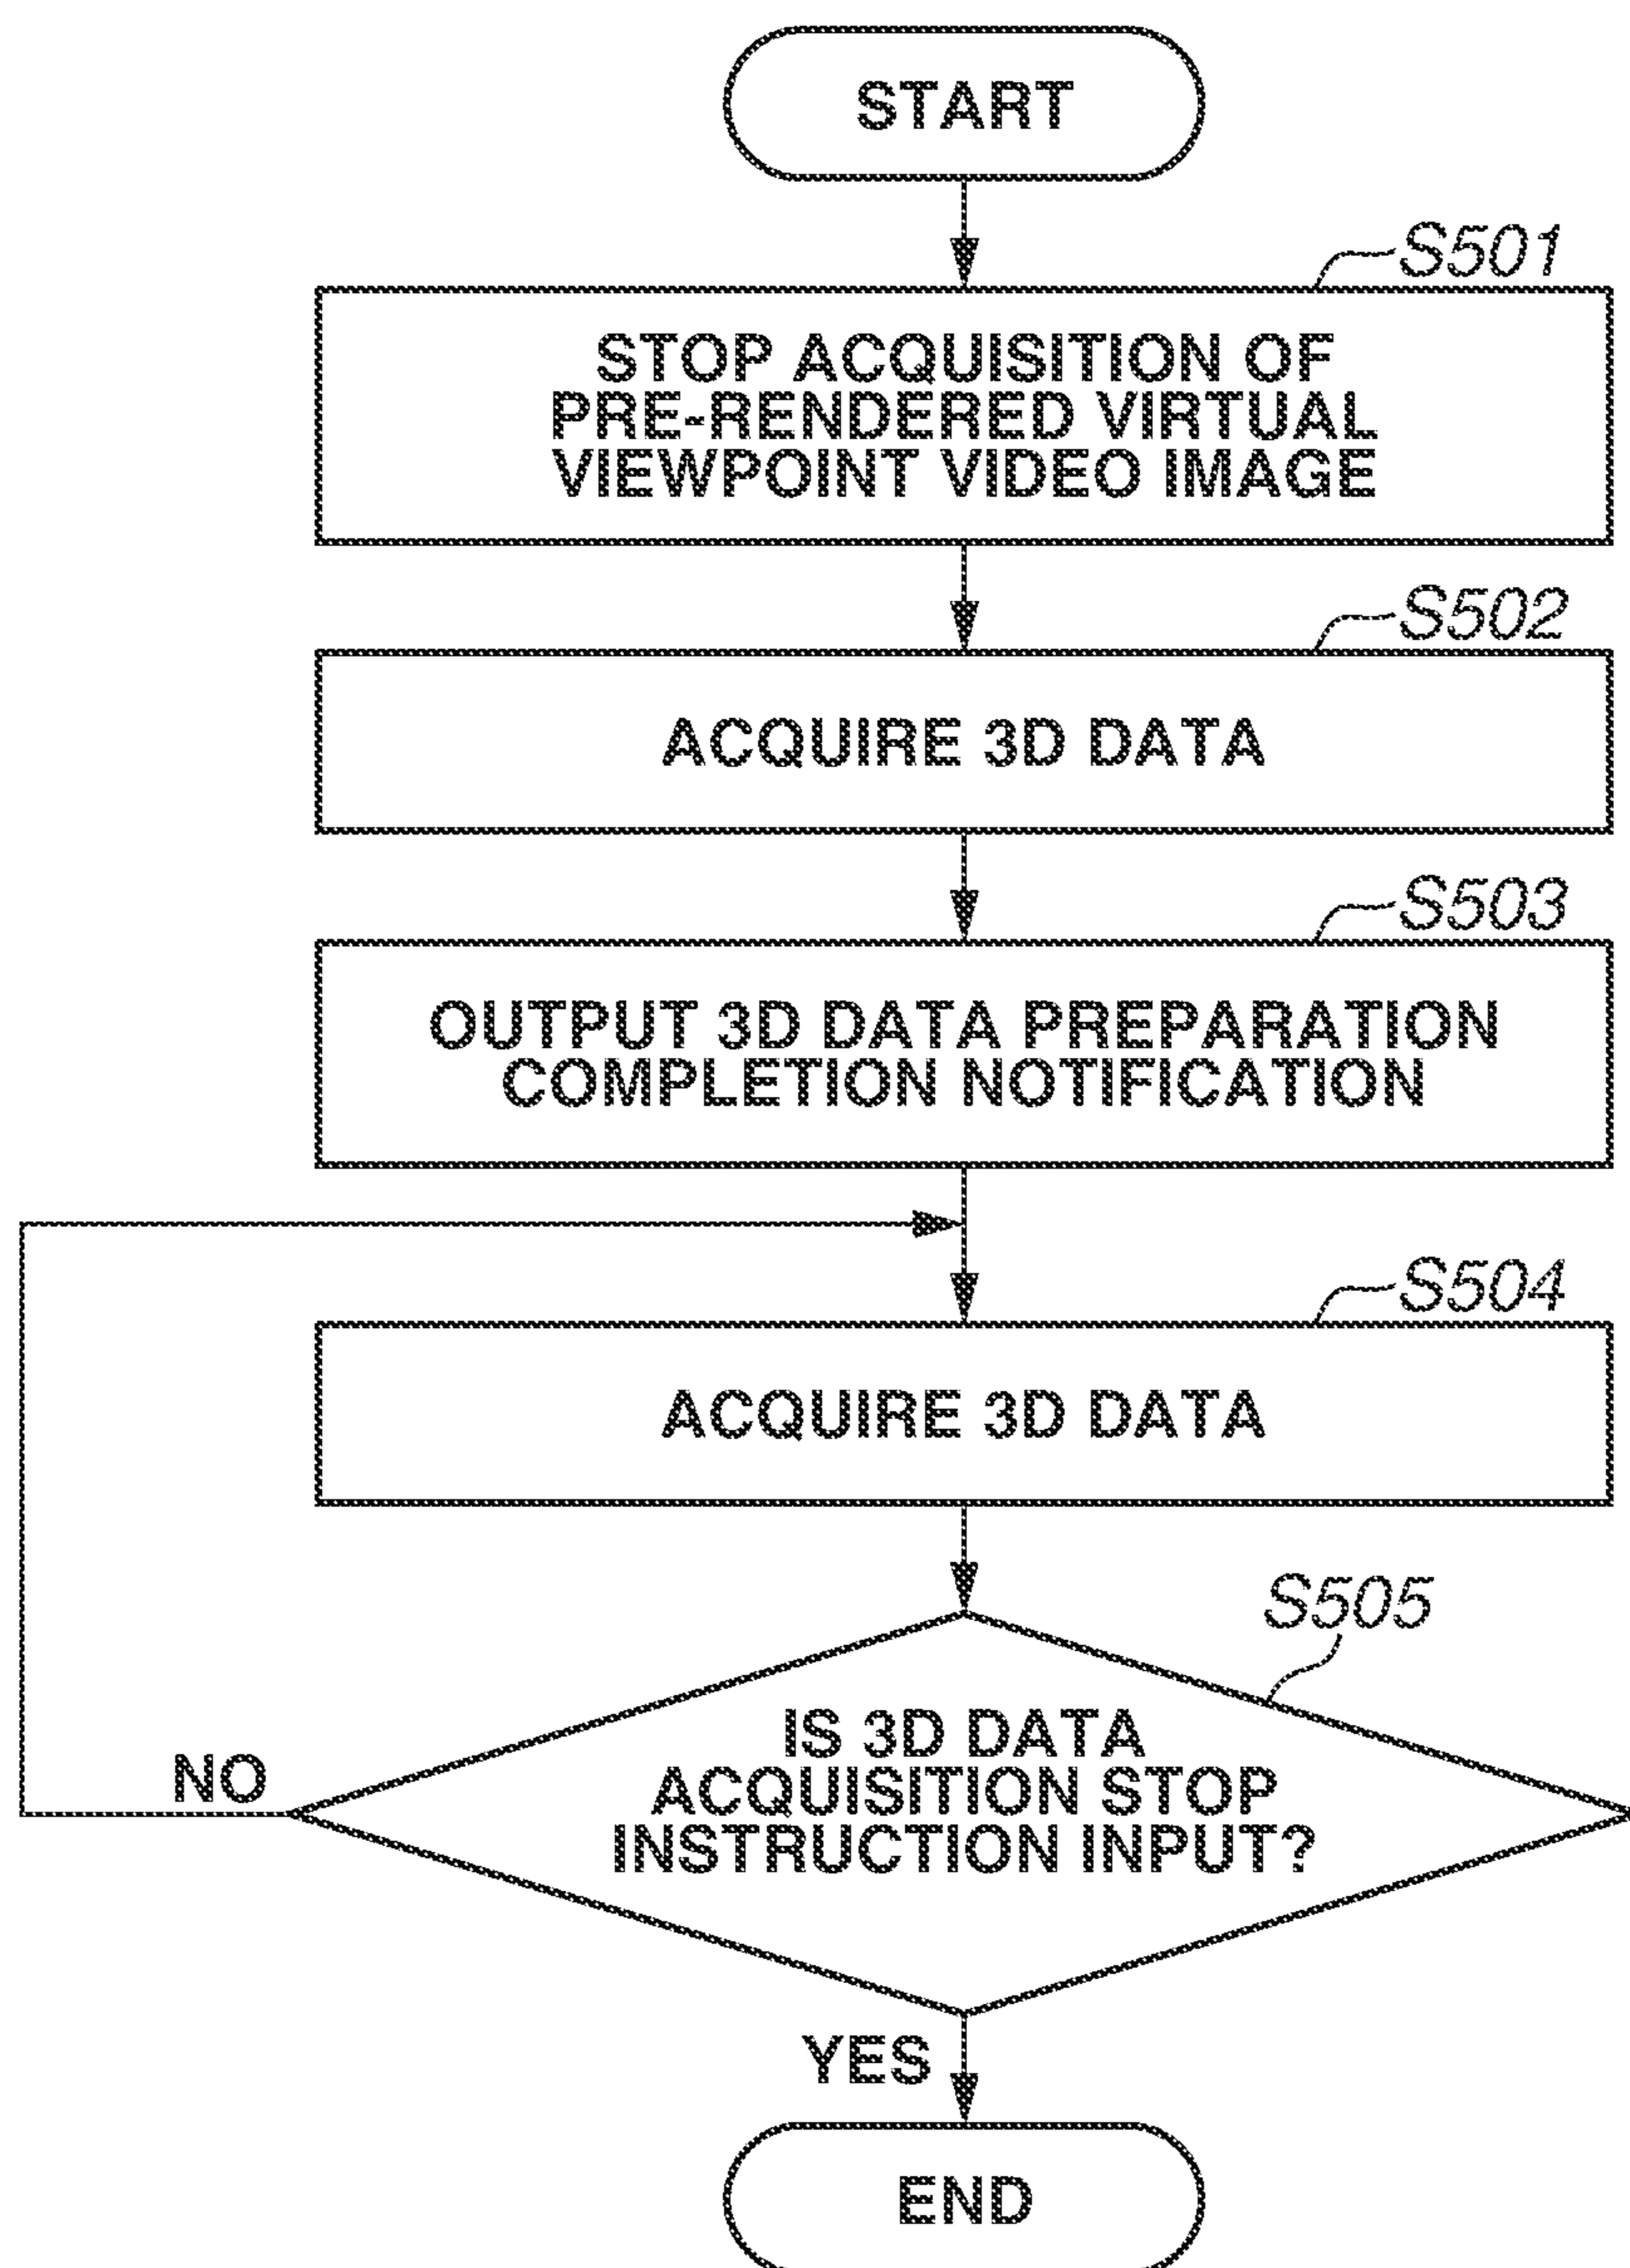 START
S501
STOP ACQUISITION OF
PRE-RENDERED VIRTUAL
VIEWPOINT VIDEO IMAGE
S502
ACQUIRE 3D DATA
S503
OUTPUT 3D DATA PREPARATION
COMPLETION NOTIFICATION
S504
ACQUIRE 3D DATA
S505
IS 3D DATA
ACQUISITION STOP
INSTRUCTION INPUT?
NO
YES
END